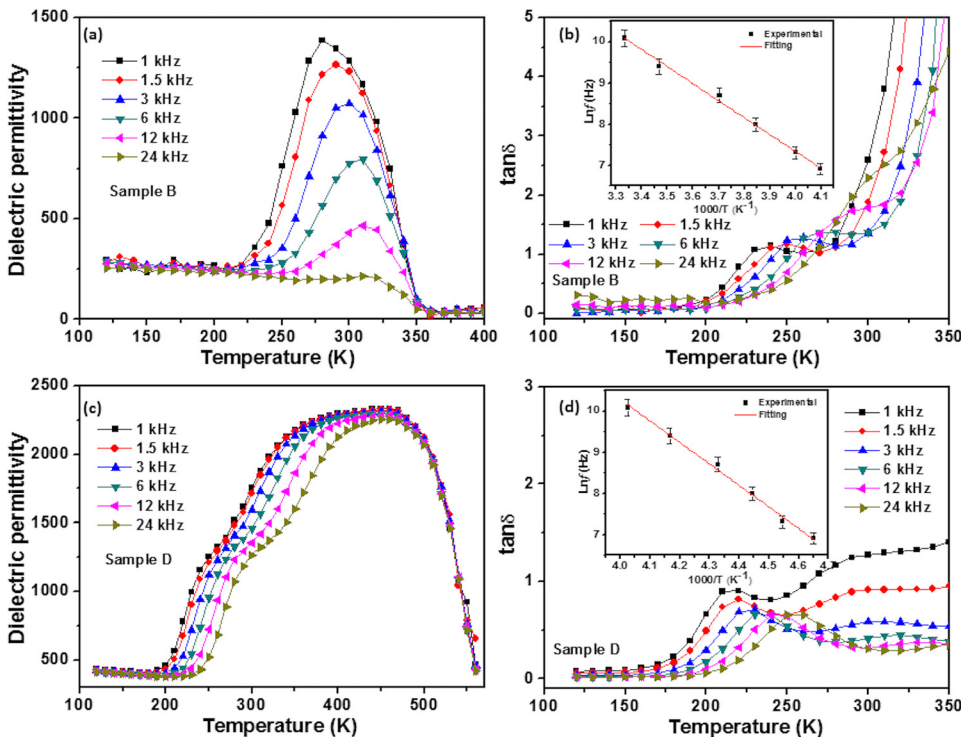 (a)
1 kHz
1.5 kHz
3 kHz
6 kHz
12 kHz
24 kHz
Sample B
Dielectric permittivity
1500
1000
500
0
100 150 200 250 300 350 400
Temperature (K)
(b)
Experimental
Fitting
Lnf (Hz)
10
9
8
7
3.3 3.4 3.5 3.6 3.7 3.8 3.9 4.0 4.1
1000/T (K⁻¹)
1 kHz 1.5 kHz
3 kHz 6 kHz
12 kHz 24 kHz
Sample B
tanδ
5
4
3
2
1
0
100 150 200 250 300 350
Temperature (K)
(c)
1 kHz
1.5 kHz
3 kHz
6 kHz
12 kHz
24 kHz
Sample D
Dielectric permittivity
2500
2000
1500
1000
500
100 200 300 400 500
Temperature (K)
(d)
Experimental
Fitting
Lnf (Hz)
10
9
8
7
4.0 4.1 4.2 4.3 4.4 4.5 4.6
1000/T (K⁻¹)
1 kHz
1.5 kHz
3 kHz
6 kHz
12 kHz
24 kHz
Sample D
tanδ
3
2
1
0
100 150 200 250 300 350
Temperature (K)